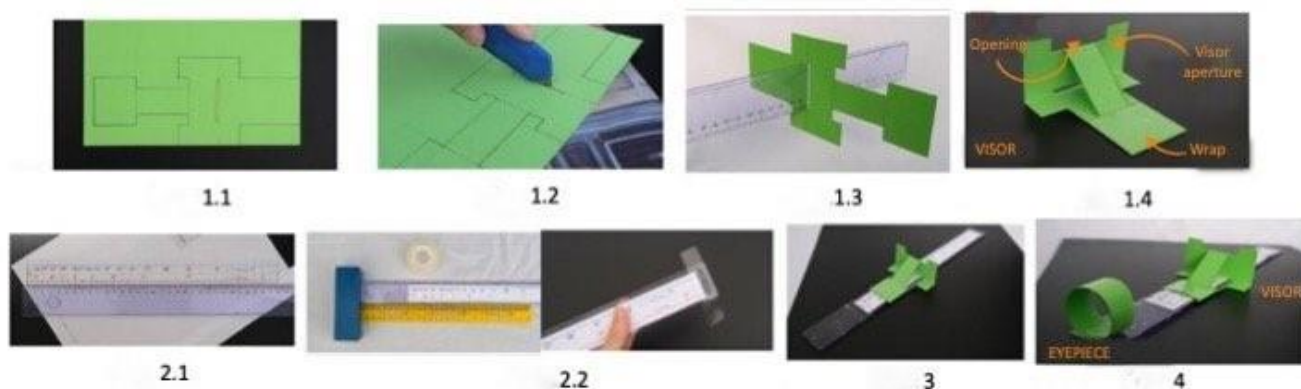 Opening
Visor
aperture
VISOR
Wrap
1.1
1.2
1.3
1.4
VISOR
EYEPIECE
2.1
2.2
3
4